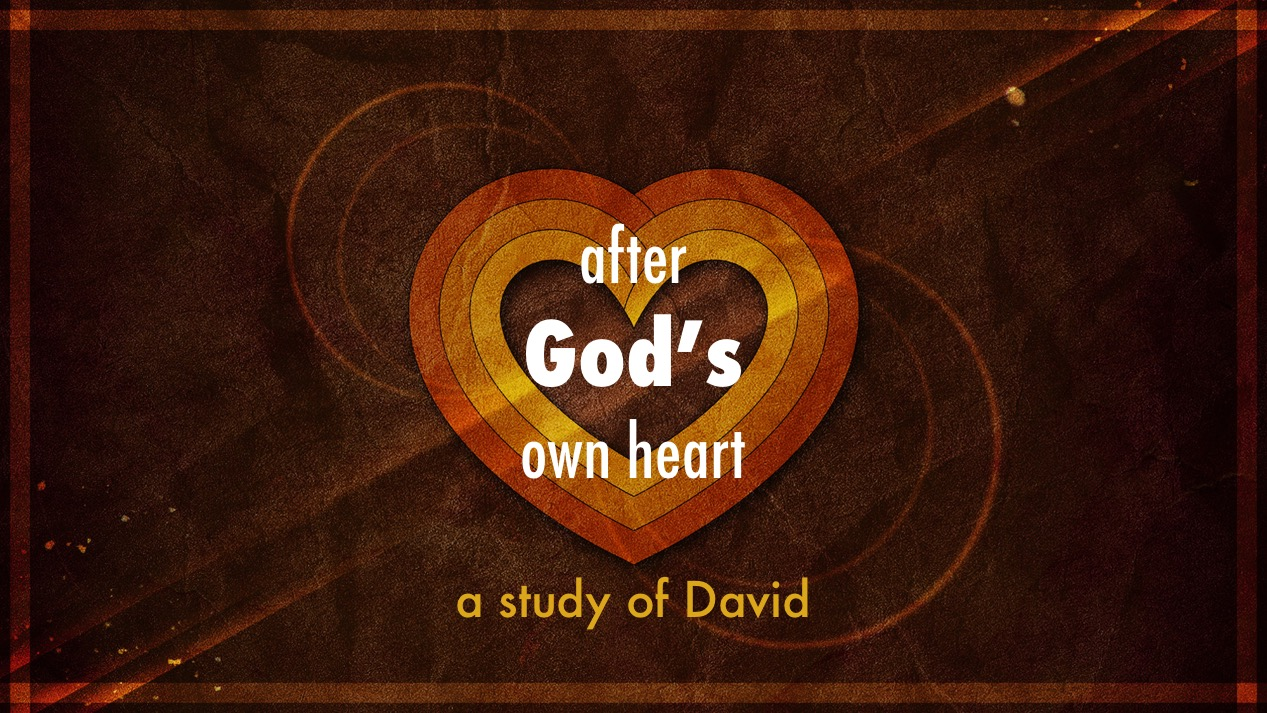 after
God’s
own heart
a study of David